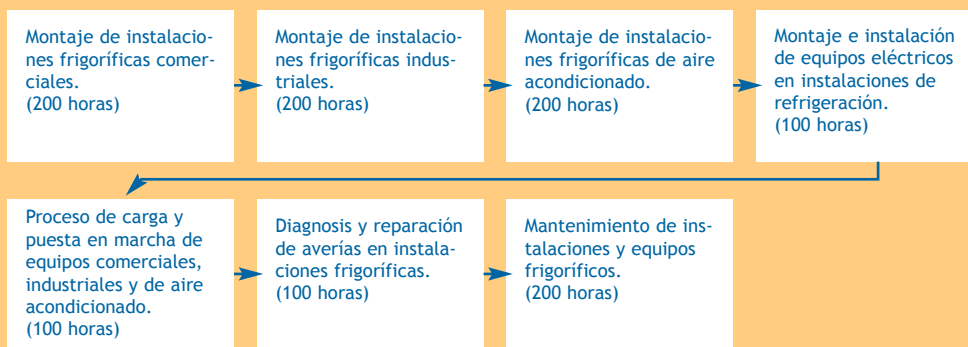 Montaje de instalacio-
nes frigoríficas comer-
ciales.
(200 horas)
Montaje de instalacio-
nes frigoríficas indus-
triales.
(200 horas)
Montaje de instalacio-
nes frigoríficas de aire
acondicionado.
(200 horas)
Montaje e instalación
de equipos eléctricos
en instalaciones de
refrigeración.
(100 horas)
Proceso de carga y
puesta en marcha de
equipos comerciales,
industriales y de aire
acondicionado.
(100 horas)
Diagnosis y reparación
de averías en instala-
ciones frigoríficas.
(100 horas)
Mantenimiento de ins-
talaciones y equipos
frigoríficos.
(200 horas)